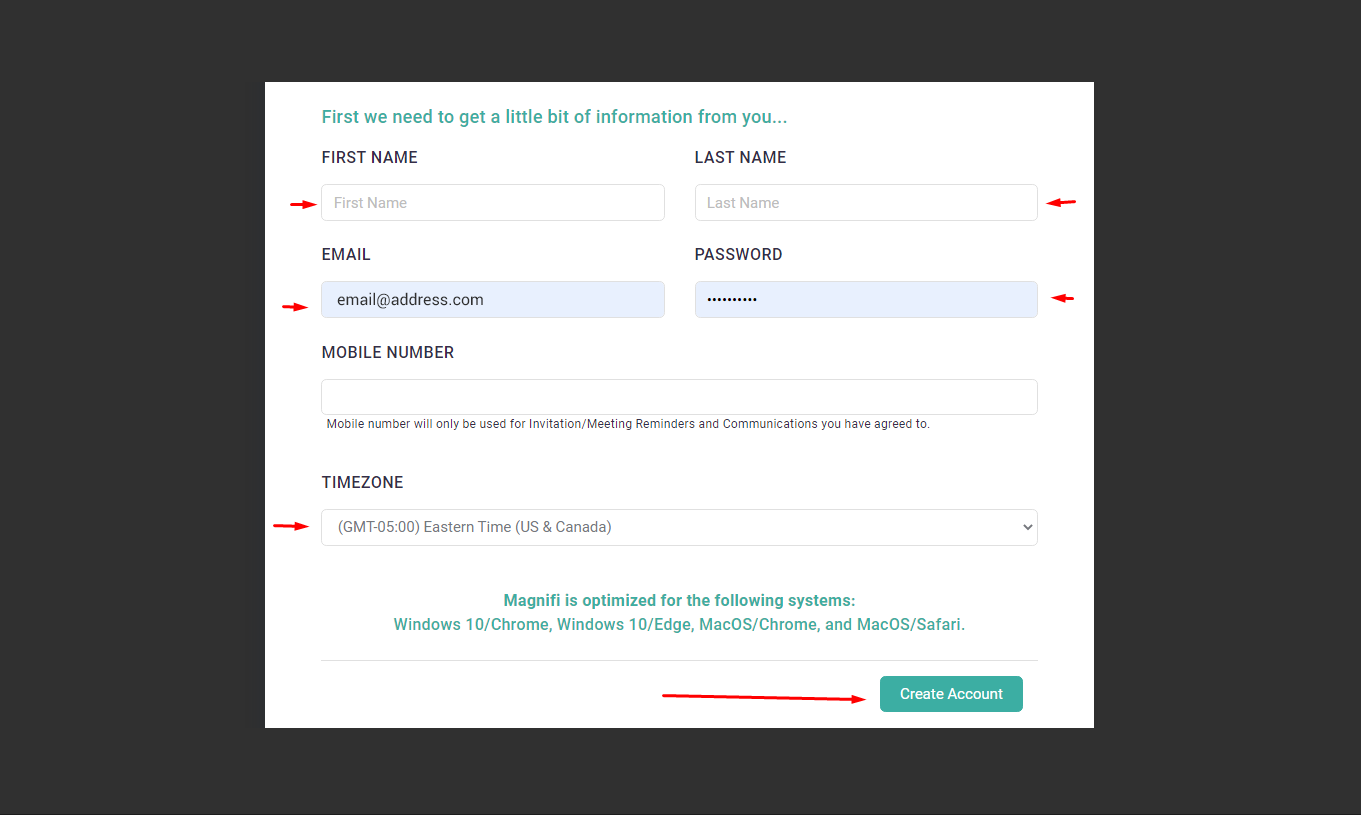 First we need to get a little bit of information from you...
FIRST NAME
LAST NAME
First Name
Last Name
EMAIL
PASSWORD
email@address.com
••••••••••
MOBILE NUMBER
Mobile number will only be used for Invitation/Meeting Reminders and Communications you have agreed to.
TIMEZONE
(GMT-05:00) Eastern Time (US & Canada)
Magnifi is optimized for the following systems:
Windows 10/Chrome, Windows 10/Edge, MacOS/Chrome, and MacOS/Safari.
Create Account